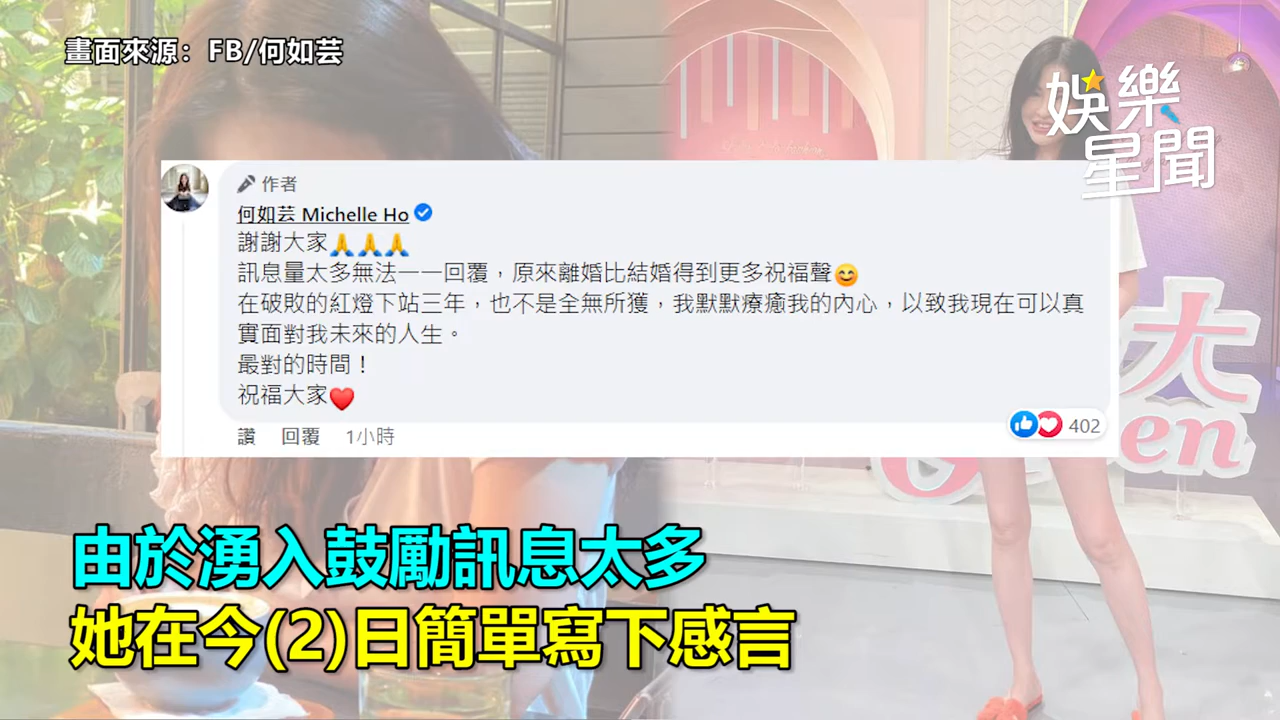 畫面來源：FB/何如芸
娛樂
星聞
作者
何如芸 Michelle Ho
謝謝大家🙏🙏🙏
訊息量太多無法一一回覆，原來離婚比結婚得到更多祝福聲😊
在破敗的紅燈下站三年，也不是全無所獲，我默默療癒我的內心，以致我現在可以真
實面對我未來的人生。
最對的時間！
祝福大家❤️
讚 回覆 1小時
402
大
en
由於湧入鼓勵訊息太多
她在今(2)日簡單寫下感言